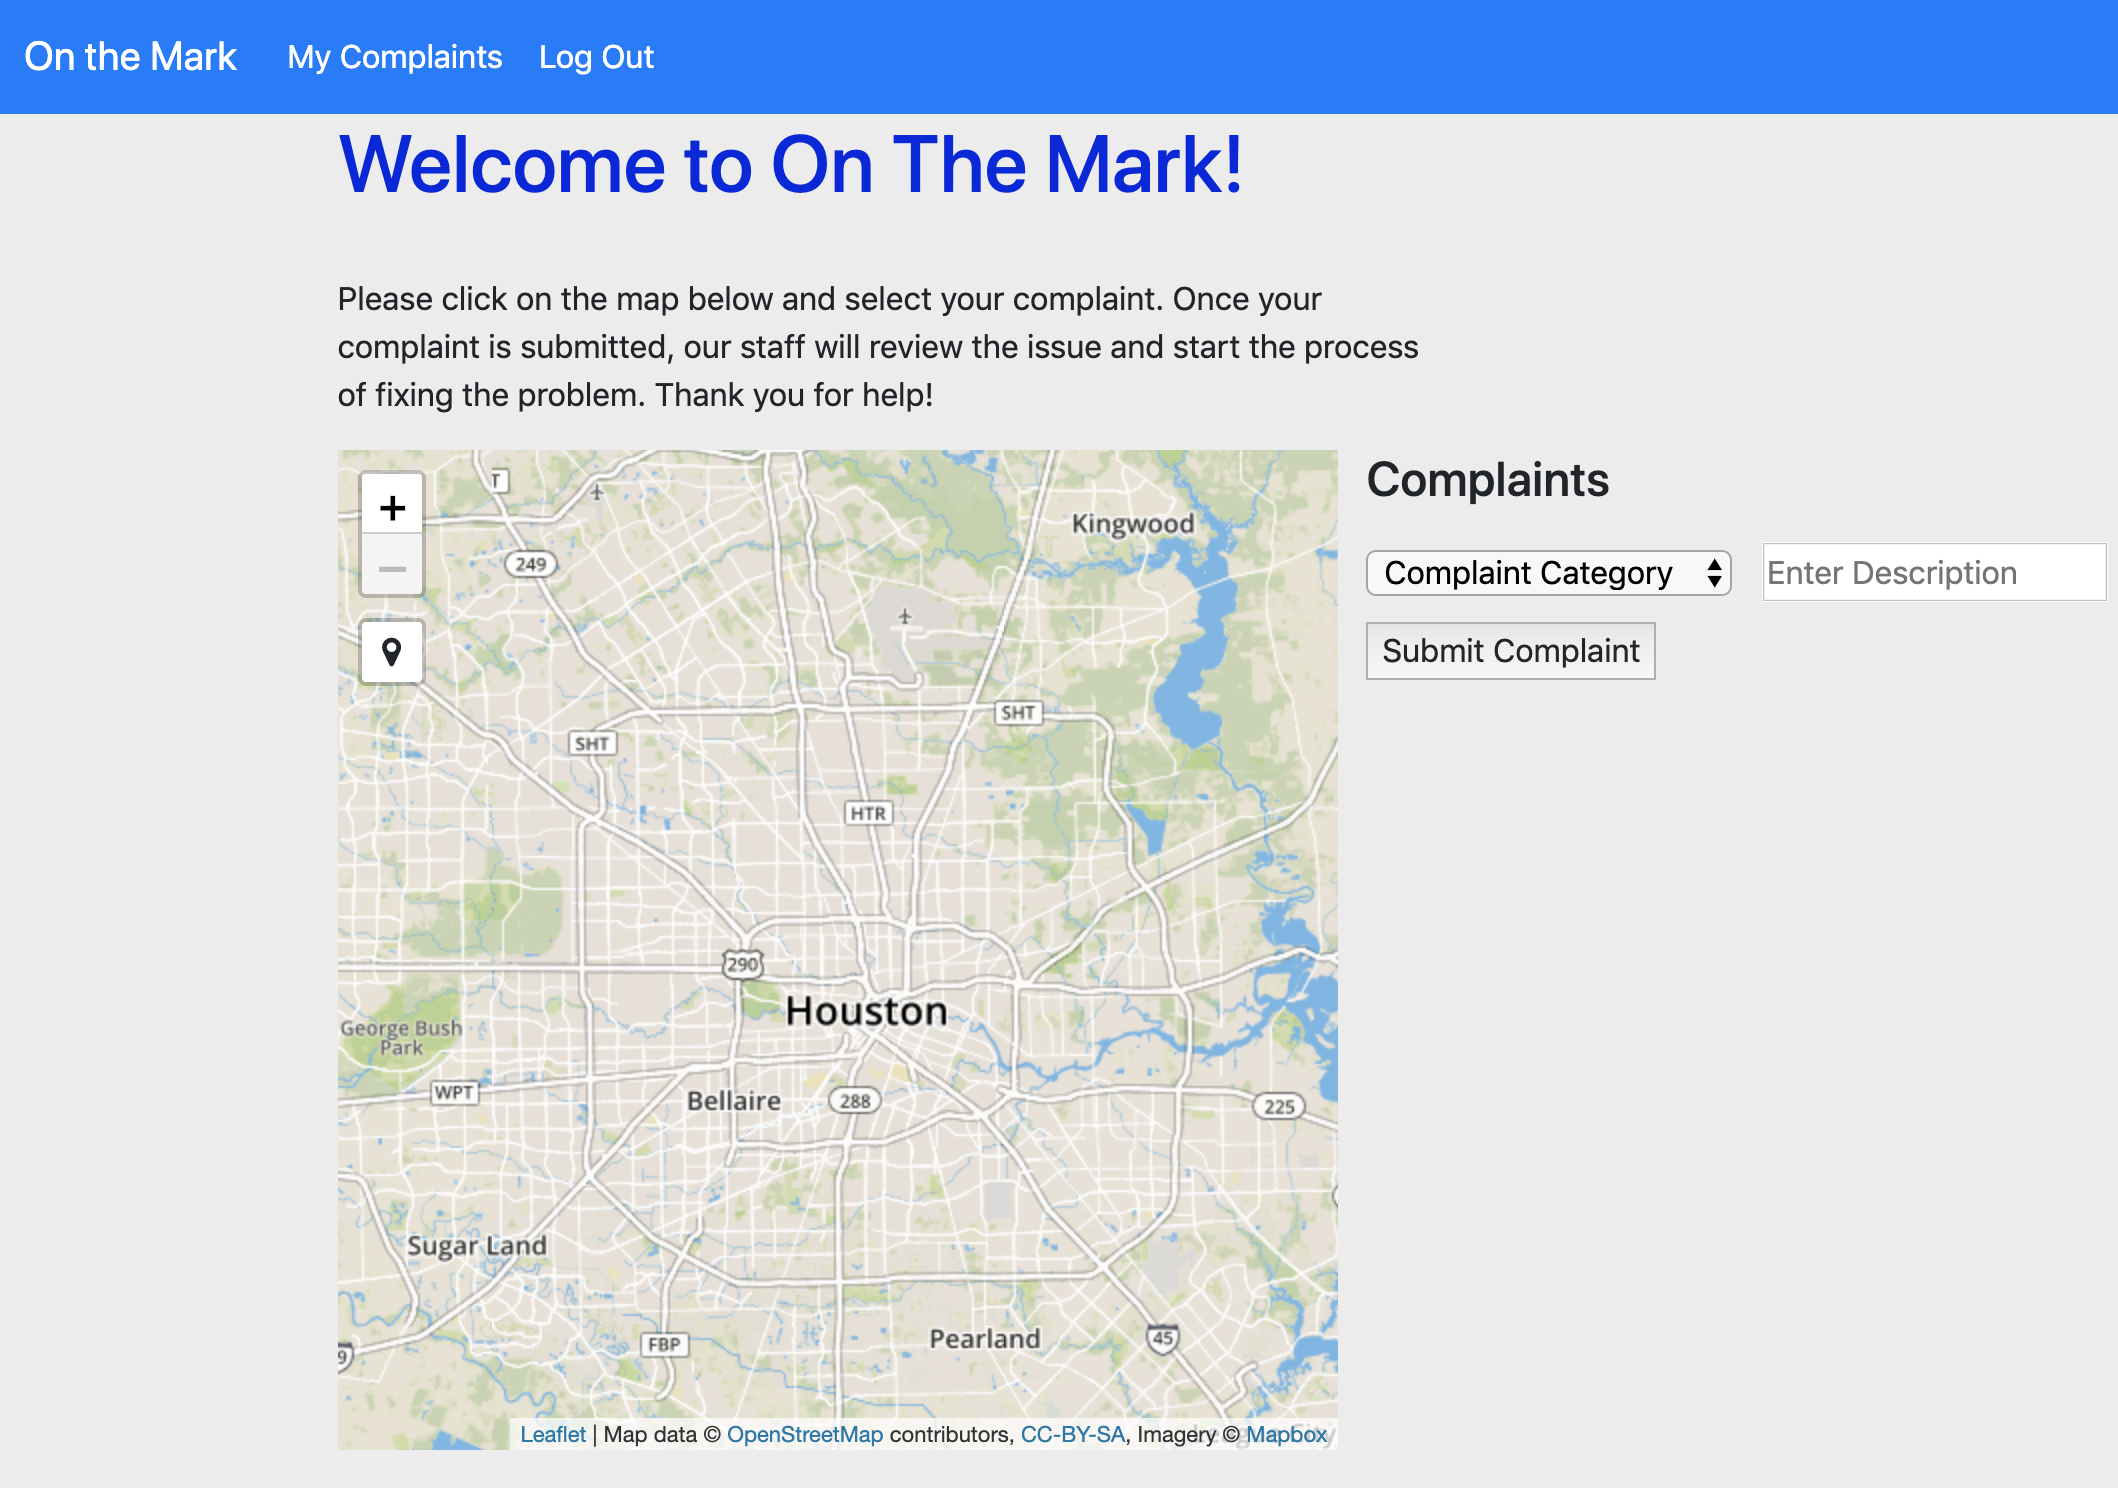 On the Mark My Complaints Log Out
Welcome to On The Mark!
Please click on the map below and select your complaint. Once your
complaint is submitted, our staff will review the issue and start the process
of fixing the problem. Thank you for help!
Complaints
Complaint Category Enter Description
Submit Complaint
+
−
T
Kingwood
249
SHT
SHT
HTR
290
Houston
George Bush
Park
WPT
Bellaire
288
225
Sugar Land
FBP
Pearland
45
9
Leaflet | Map data © OpenStreetMap contributors, CC-BY-SA, Imagery © Mapbox